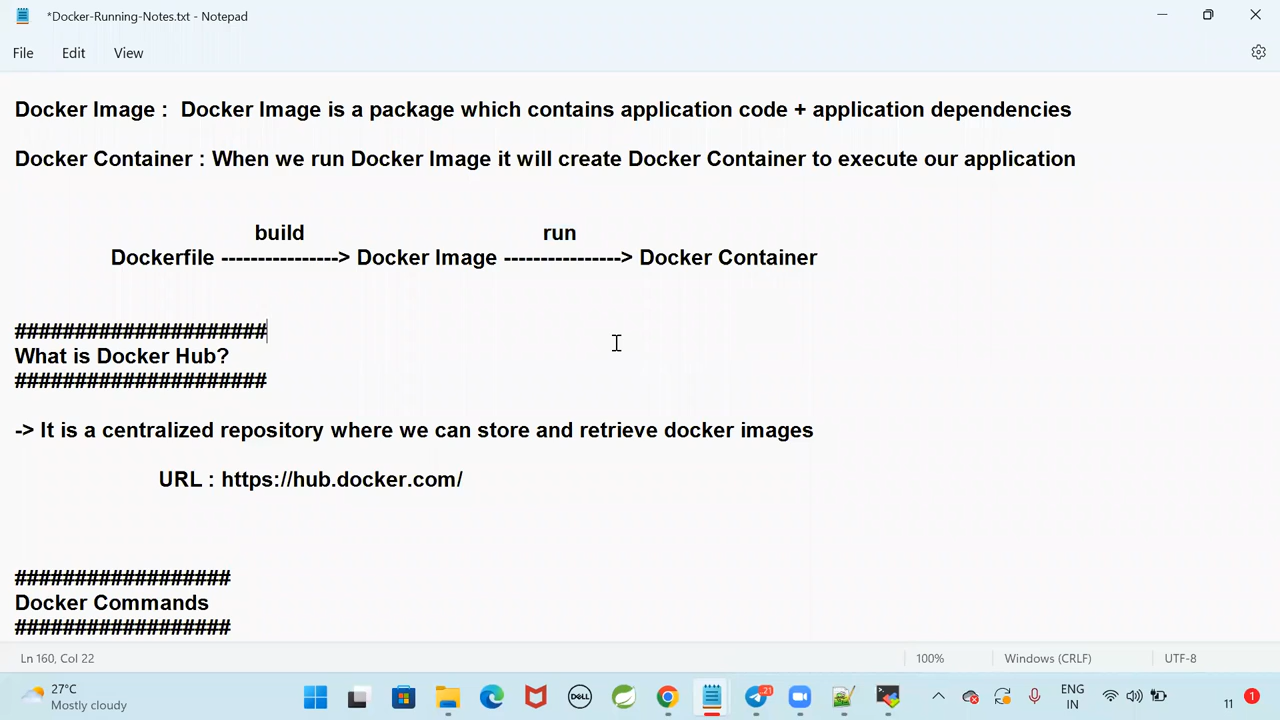 *Docker-Running-Notes.txt - Notepad
File Edit View
Docker Image : Docker Image is a package which contains application code + application dependencies
Docker Container : When we run Docker Image it will create Docker Container to execute our application
build run
Dockerfile ----------------> Docker Image ----------------> Docker Container
#####################
What is Docker Hub?
#####################
-> It is a centralized repository where we can store and retrieve docker images
URL : https://hub.docker.com/
##################
Docker Commands
##################
Ln 160, Col 22 100% Windows (CRLF) UTF-8
27°C
Mostly cloudy
DELL
21
ENG
IN
11
1